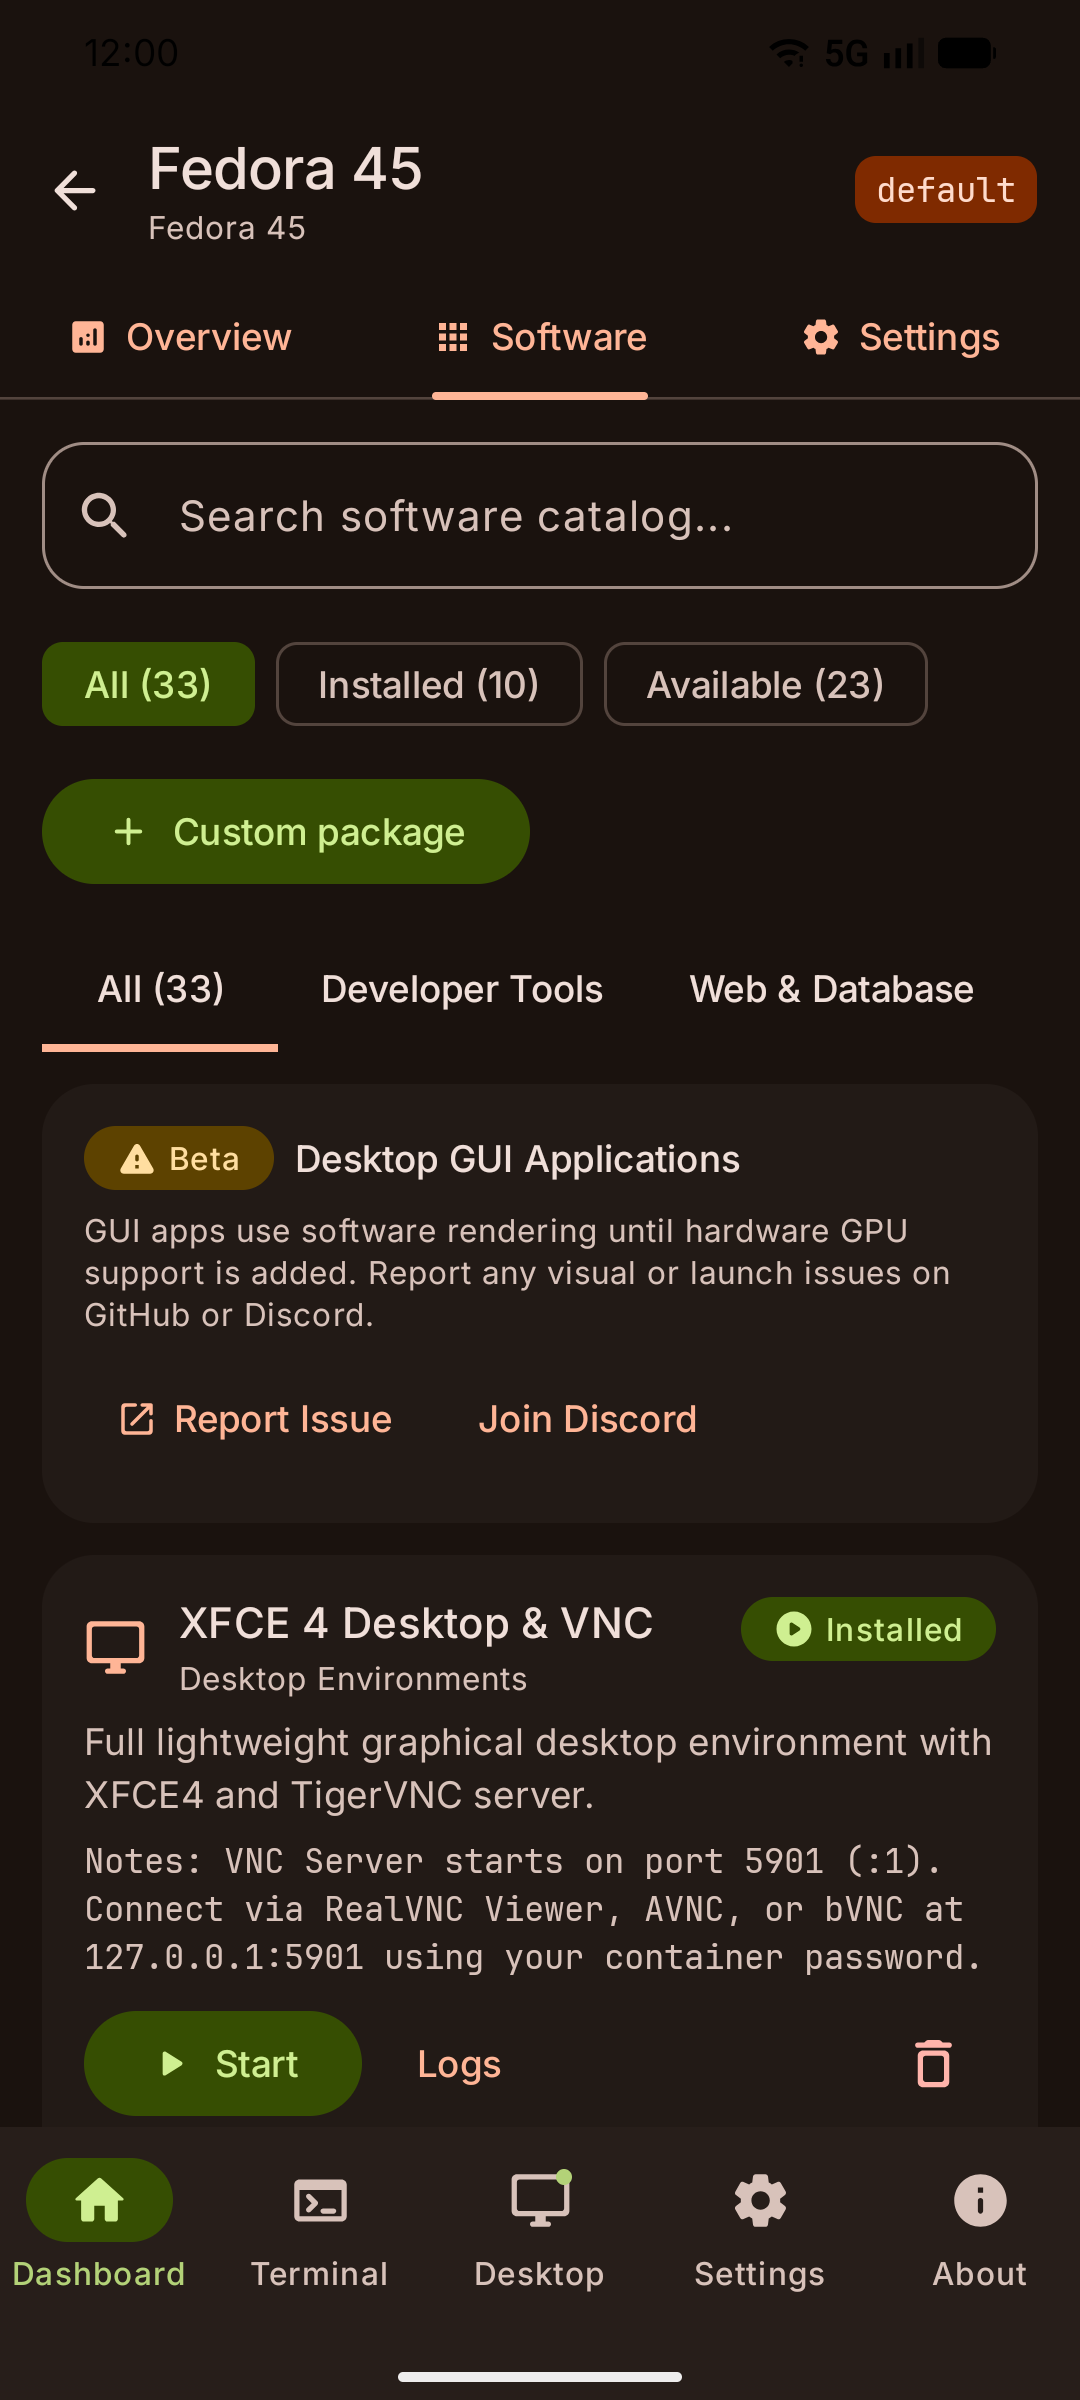 12:00
5G
Fedora 45
Fedora 45
default
Overview
Software
Settings
Search software catalog...
All (33)
Installed (10)
Available (23)
Custom package
All (33)
Developer Tools
Web & Database
Beta
Desktop GUI Applications
GUI apps use software rendering until hardware GPU
support is added. Report any visual or launch issues on
GitHub or Discord.
Report Issue
Join Discord
XFCE 4 Desktop & VNC
Installed
Desktop Environments
Full lightweight graphical desktop environment with
XFCE4 and TigerVNC server.
Notes: VNC Server starts on port 5901 (:1).
Connect via RealVNC Viewer, AVNC, or bVNC at
127.0.0.1:5901 using your container password.
Start
Logs
Dashboard
Terminal
Desktop
Settings
About